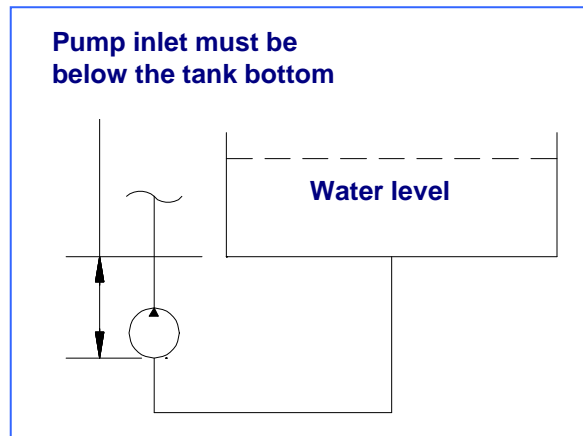 Pump inlet must be
below the tank bottom
Water level